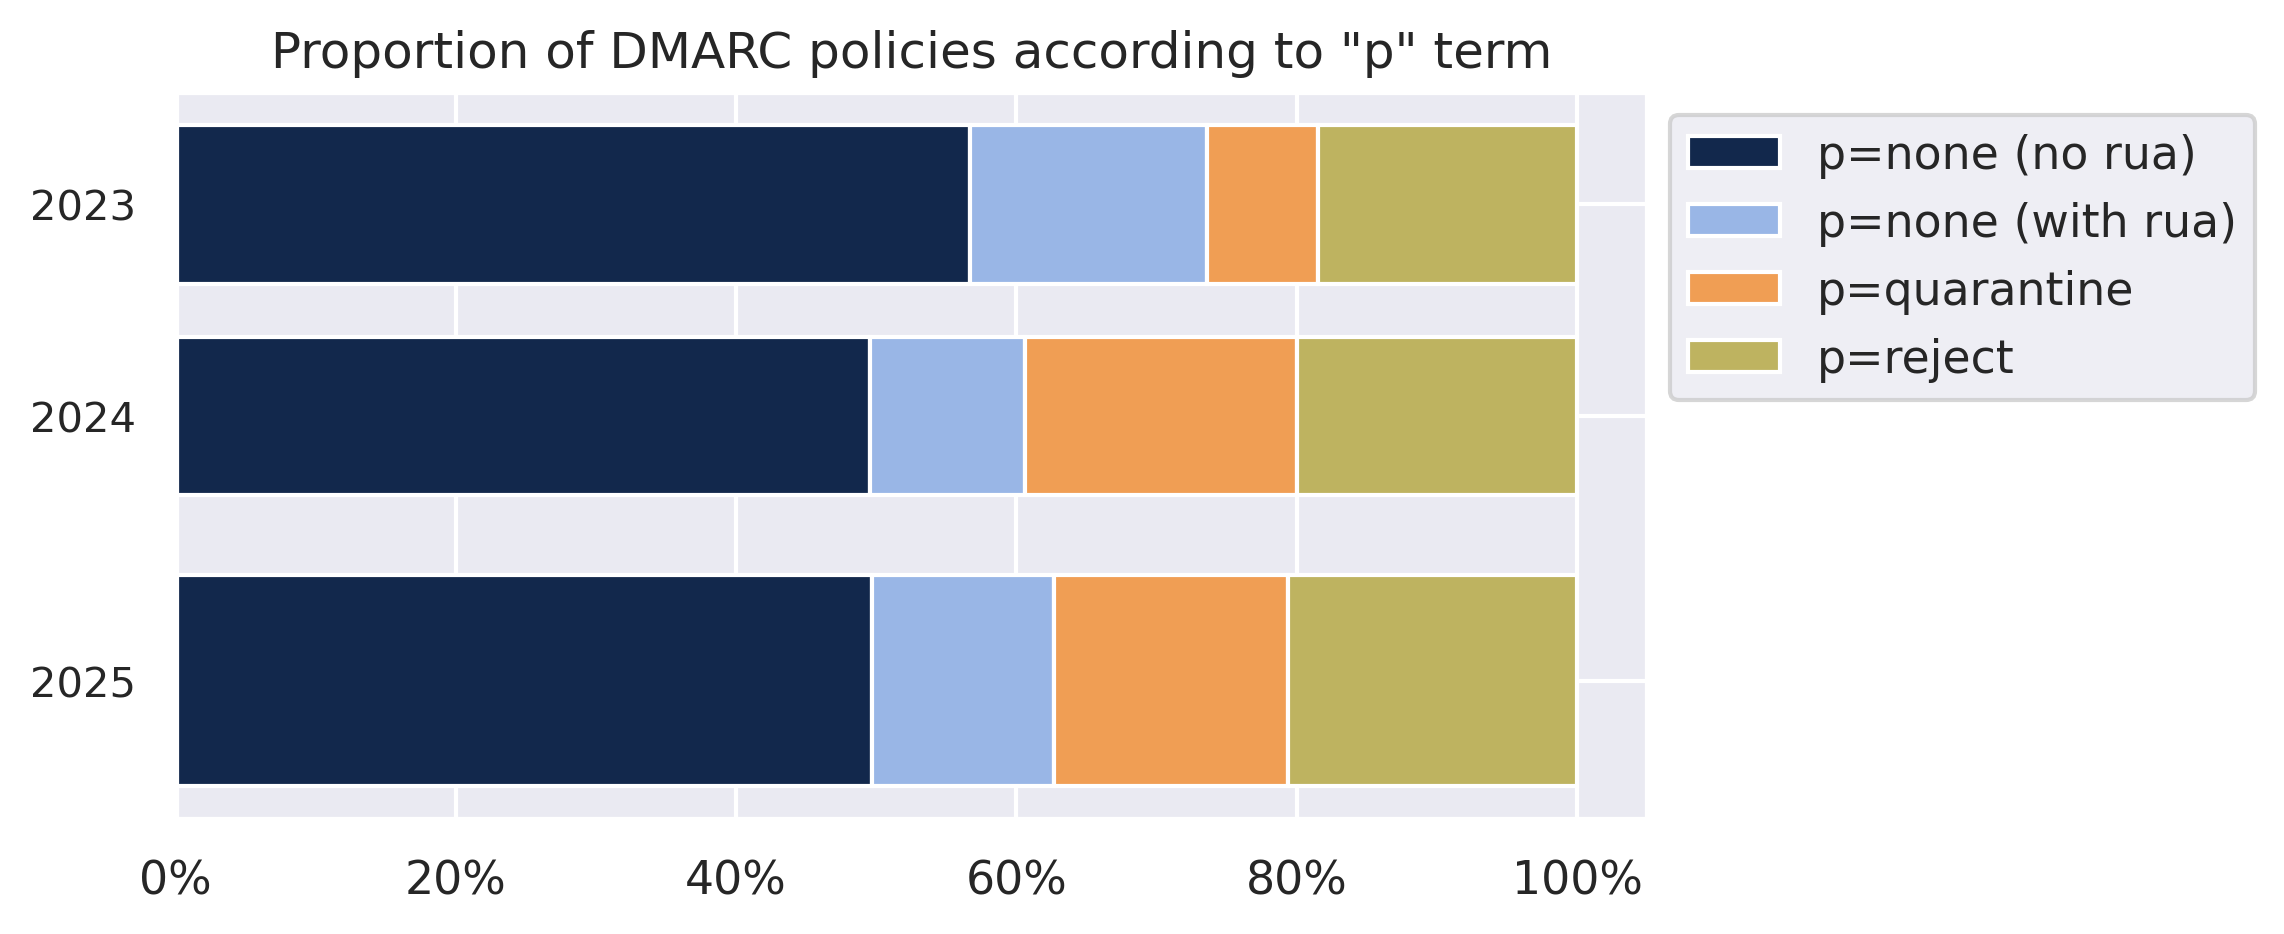 Proportion of DMARC policies according to "p" term
2023
2024
2025
0% 20% 40% 60% 80% 100%
p=none (no rua)
p=none (with rua)
p=quarantine
p=reject